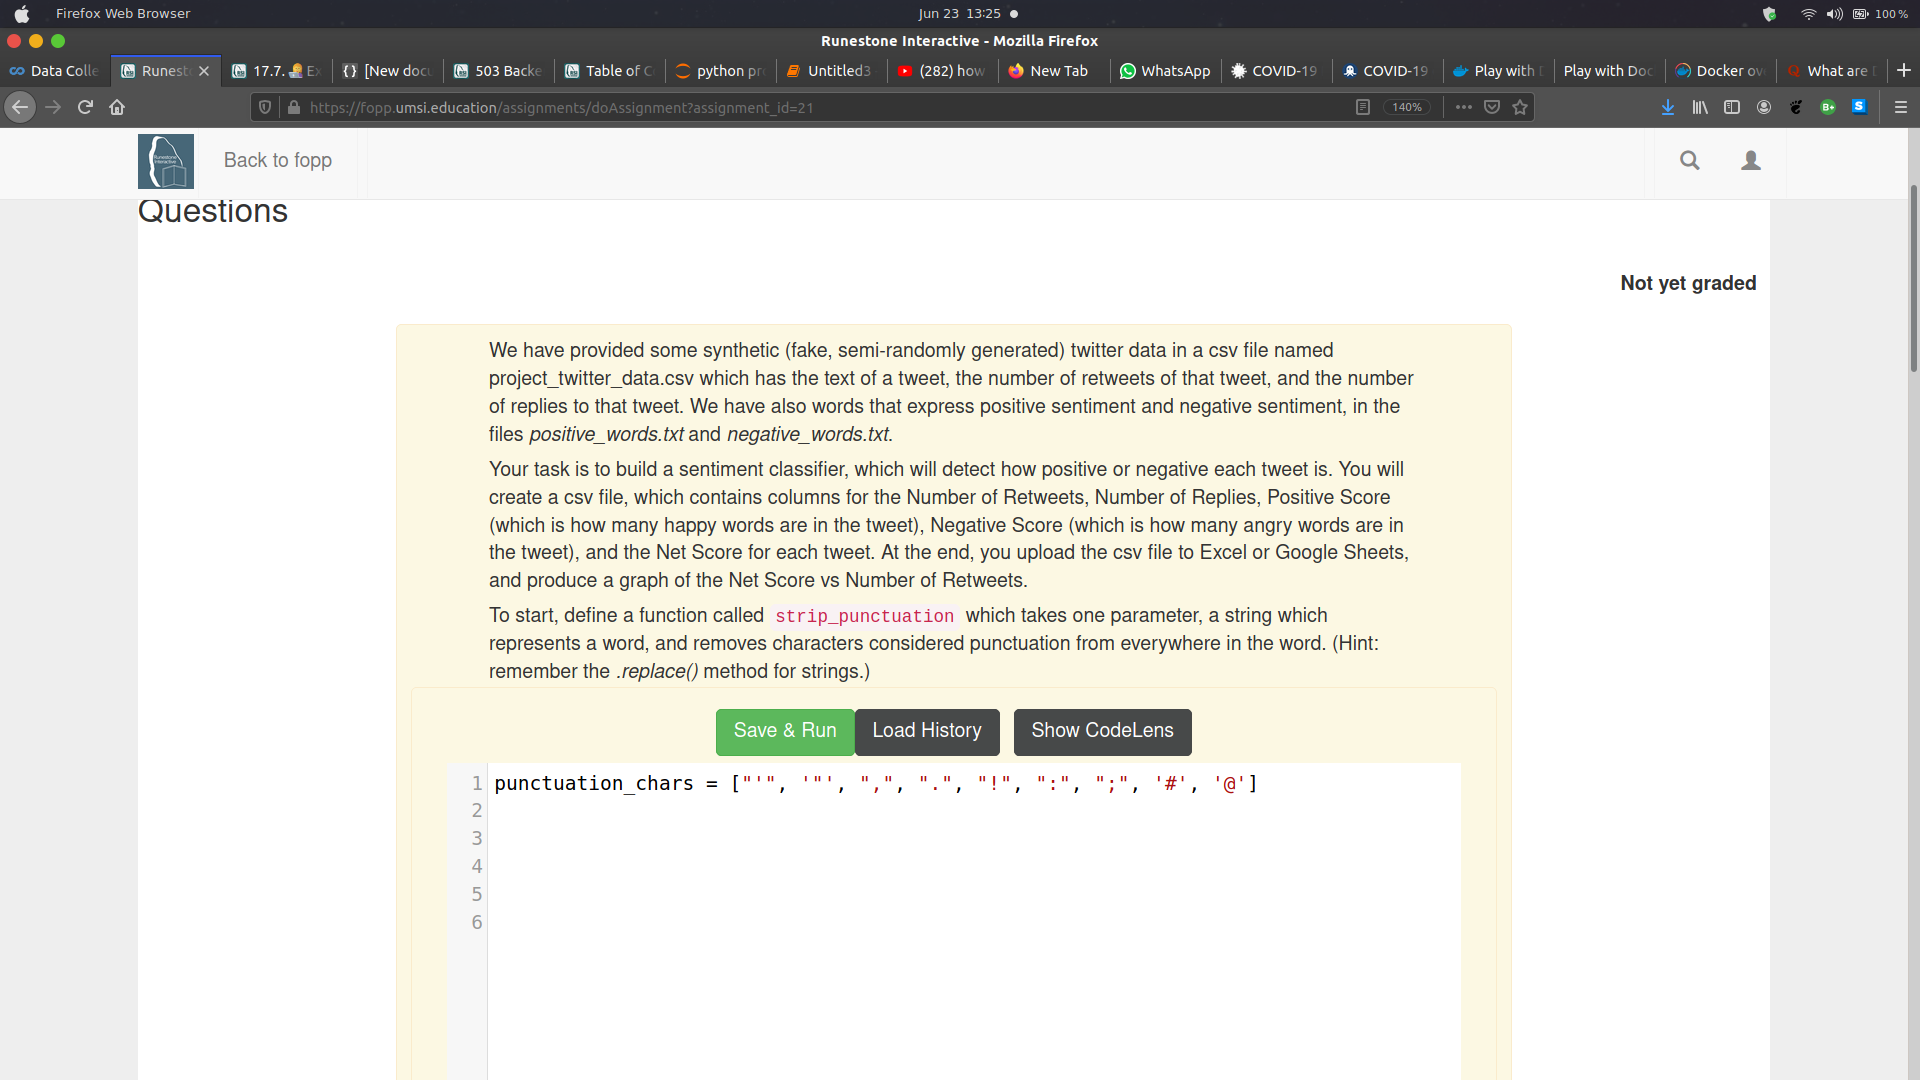 Firefox Web Browser
Jun 23 13:25
100 %
Runestone Interactive - Mozilla Firefox
Data Colle
Runest
17.7.
Ex
{} [New docu
503 Backe
Table of C
python pr
Untitled3
(282) how
New Tab
WhatsApp
COVID-19
COVID-19
Play with D
Play with Doc
Docker ov
What are D
https://fopp.umsi.education/assignments/doAssignment?assignment_id=21
140%
Back to fopp
Questions
Not yet graded
We have provided some synthetic (fake, semi-randomly generated) twitter data in a csv file named
project_twitter_data.csv which has the text of a tweet, the number of retweets of that tweet, and the number
of replies to that tweet. We have also words that express positive sentiment and negative sentiment, in the
files positive_words.txt and negative_words.txt.
Your task is to build a sentiment classifier, which will detect how positive or negative each tweet is. You will
create a csv file, which contains columns for the Number of Retweets, Number of Replies, Positive Score
(which is how many happy words are in the tweet), Negative Score (which is how many angry words are in
the tweet), and the Net Score for each tweet. At the end, you upload the csv file to Excel or Google Sheets,
and produce a graph of the Net Score vs Number of Retweets.
To start, define a function called strip_punctuation which takes one parameter, a string which
represents a word, and removes characters considered punctuation from everywhere in the word. (Hint:
remember the .replace() method for strings.)
Save & Run
Load History
Show CodeLens
1 punctuation_chars = ["'", '"', ",", ".", "!", ":", ";", '#', '@']
2
3
4
5
6